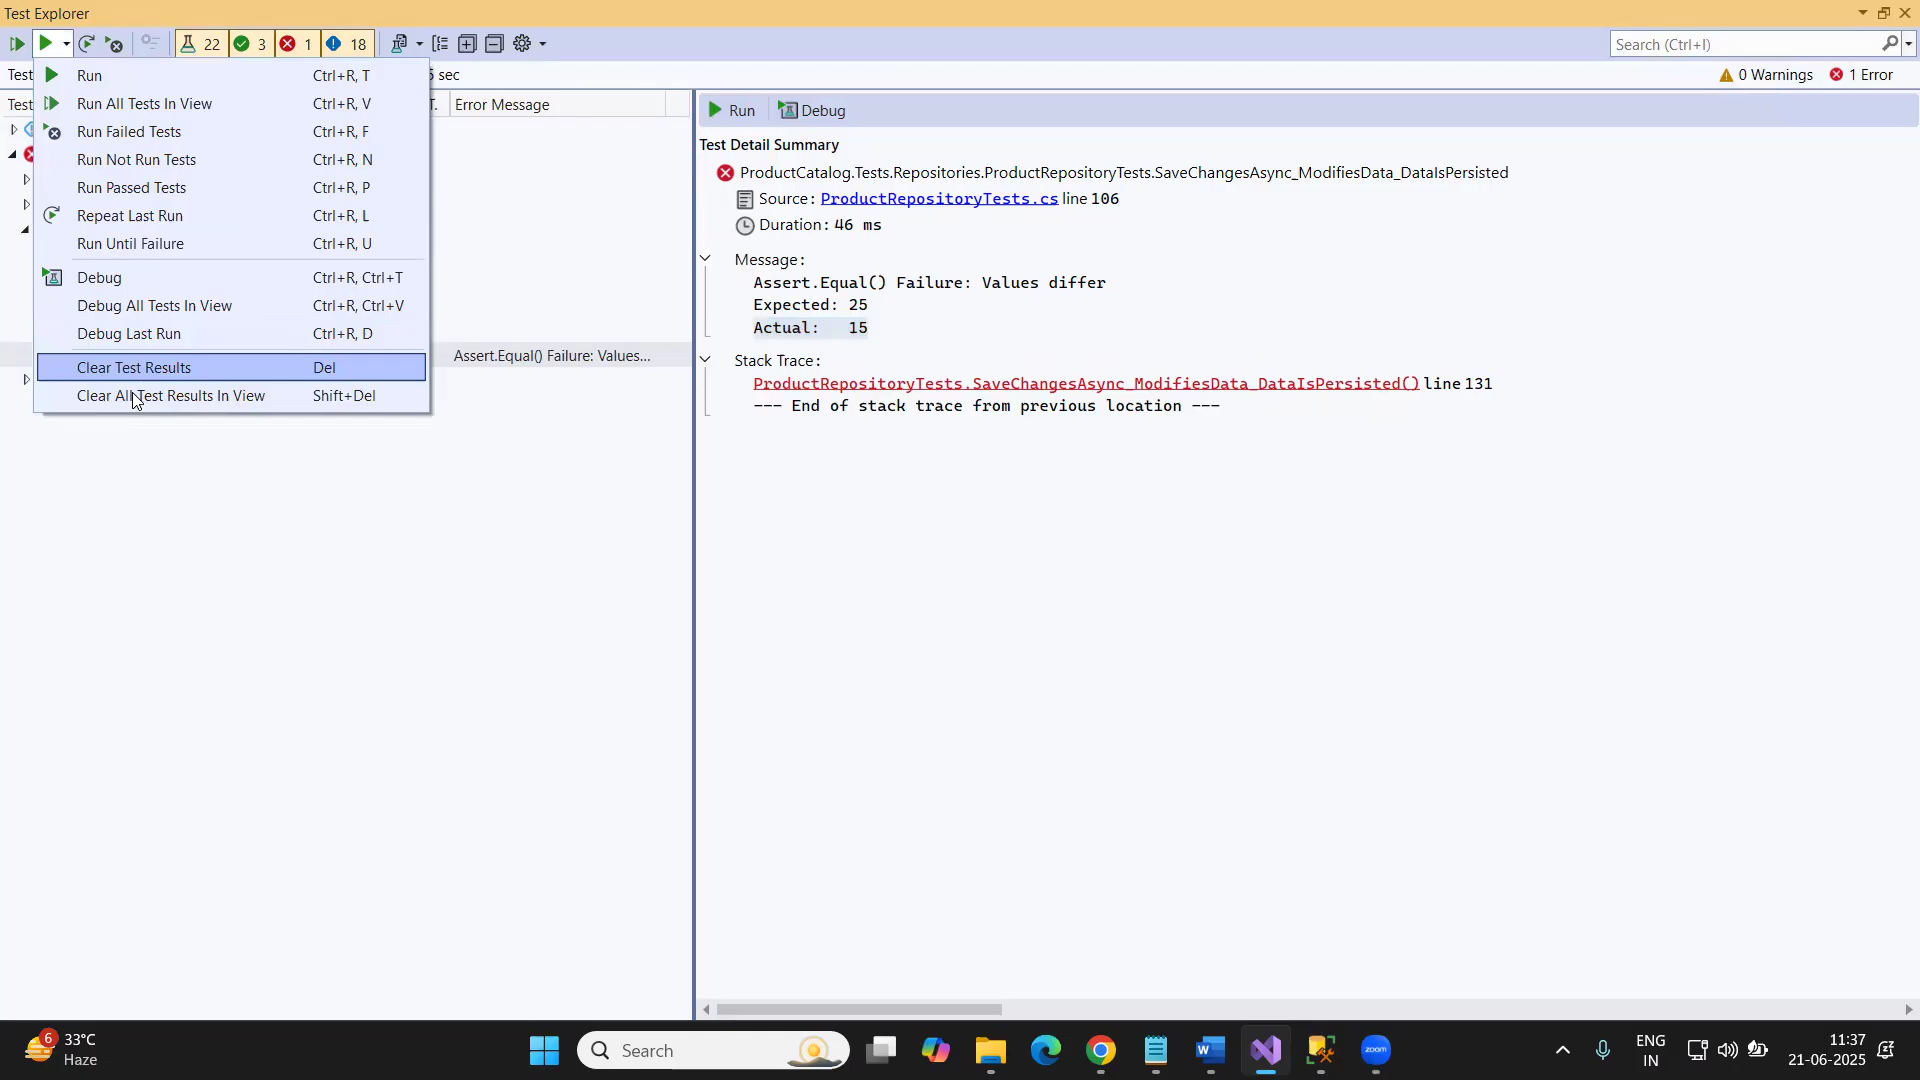 Test Explorer
22 3 1 18
Search (Ctrl+I)
Test
sec
0 Warnings 1 Error
Run Ctrl+R, T
Run All Tests In View Ctrl+R, V
Run Failed Tests Ctrl+R, F
Run Not Run Tests Ctrl+R, N
Run Passed Tests Ctrl+R, P
Repeat Last Run Ctrl+R, L
Run Until Failure Ctrl+R, U
Debug Ctrl+R, Ctrl+T
Debug All Tests In View Ctrl+R, Ctrl+V
Debug Last Run Ctrl+R, D
Clear Test Results Del
Clear All Test Results In View Shift+Del
Test
T. Error Message
Assert.Equal() Failure: Values...
Run Debug
Test Detail Summary
ProductCatalog.Tests.Repositories.ProductRepositoryTests.SaveChangesAsync_ModifiesData_DataIsPersisted
Source: ProductRepositoryTests.cs line 106
Duration: 46 ms
Message:
Assert.Equal() Failure: Values differ
Expected: 25
Actual: 15
Stack Trace:
ProductRepositoryTests.SaveChangesAsync_ModifiesData_DataIsPersisted() line 131
--- End of stack trace from previous location ---
6
33°C
Haze
Search
W
zoom
ENG
IN
11:37
21-06-2025